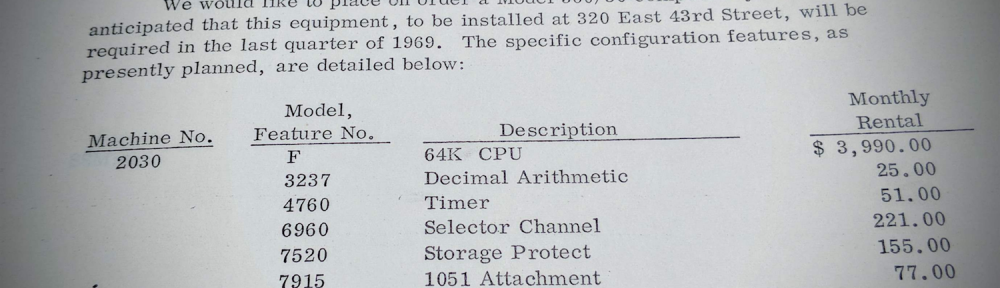 We would like to place on order a Model
anticipated that this equipment, to be installed at 320 East 43rd Street, will be
required in the last quarter of 1969. The specific configuration features, as
presently planned, are detailed below:
Machine No. Model, Feature No. Description Monthly Rental
2030 F 64K CPU $ 3,990.00
3237 Decimal Arithmetic 25.00
4760 Timer 51.00
6960 Selector Channel 221.00
7520 Storage Protect 155.00
7915 1051 Attachment 77.00